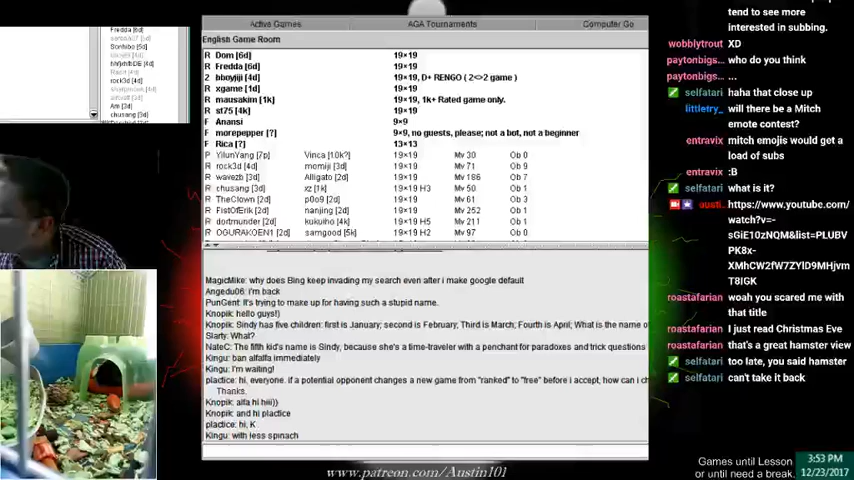 Active Games
AGA Tournaments
Computer Go
English Game Room
Fredda [6d]
Sonhibo [6d]
rock3d [4d]
Am [3d]
chusang [3d]
R Dom [6d] 19×19
R Fredda [6d] 19×19
2 bboyjiji [4d] 19×19, D+ RENGO ( 2<>2 game )
R xgame [1d] 19×19
R mausakim [1k] 19×19, 1k+ Rated game only.
R sf75 [4k] 19×19
F Anansi 9×9
F morepepper [?] 9×9, no guests, please; not a bot, not a beginner
F Rica [?] 13×13
P YilunYang [7p] Vinca [10k?] 19×19 Mv 30 Ob 0
R rock3d [4d] momiji [3d] 19×19 Mv 71 Ob 9
R wavezb [3d] Alligato [2d] 19×19 Mv 186 Ob 7
R chusang [3d] xz [1k] 19×19 H3 Mv 50 Ob 1
R TheClown [2d] p0o9 [2d] 19×19 Mv 61 Ob 3
R FistOfErik [2d] nanjing [2d] 19×19 Mv 252 Ob 1
R dortmunder [2d] kukuiho [4k] 19×19 H5 Mv 211 Ob 1
R OGURAKOEN1 [2d] samgood [5k] 19×19 H2 Mv 97 Ob 0
MagicMike: why does Bing keep invading my search even after i make google default
Angedu06: i'm back
PunGent: It's trying to make up for having such a stupid name.
Knopik: hello guys!)
Knopik: Sindy has five children: first is January; second is February; Third is March; Fourth is April; What is the name o
Slarty: What?
NateC: The fifth kid's name is Sindy, because she's a time-traveler with a penchant for paradoxes and trick questions
Kingu: ban alfalfa immediately
Kingu: I'm waiting!
plactice: hi, everyone. if a potential opponent changes a new game from "ranked" to "free" before i accept, how can i ch
Thanks.
Knopik: alfa hi hiii))
Knopik: and hi plactice
plactice: hi, K
Kingu: with less spinach
www.patreon.com/Austin101
tend to see more
interested in subbing.
wobblytrout XD
paytonbigs... who do you think
paytonbigs... ...
selfatari haha that close up
littletry_ will there be a Mitch
emote contest?
entravix mitch emojis would get a
load of subs
entravix :B
selfatari what is it?
austi... https://www.youtube.com/
watch?v=-
sGiE10zNQM&list=PLUBV
PK8x-
XMhCW2fW7ZYlD9MHjvm
T8IGK
roastafarian woah you scared me with
that title
roastafarian I just read Christmas Eve
roastafarian that's a great hamster view
selfatari too late, you said hamster
selfatari can't take it back
Games until Lesson
or until need a break.
3:53 PM
12/23/2017